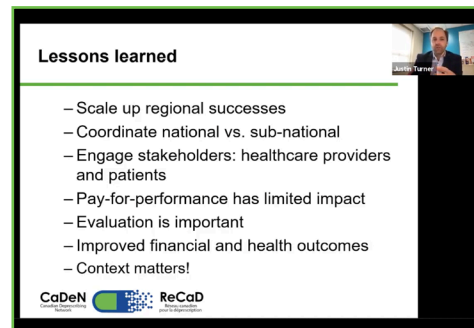 Lessons learned
Justin Turner
– Scale up regional successes
– Coordinate national vs. sub-national
– Engage stakeholders: healthcare providers
and patients
– Pay-for-performance has limited impact
– Evaluation is important
– Improved financial and health outcomes
– Context matters!
CaDeN
Canadian Deprescribing
Network
ReCaD
Réseau canadien
pour la déprescription